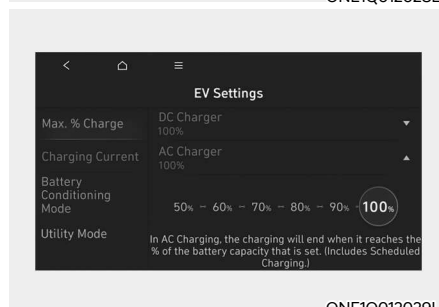 EV Settings
Max. % Charge
DC Charger
100%
Charging Current
AC Charger
100%
Battery
Conditioning
Mode
50% - 60% - 70% - 80% - 90% - 100%
Utility Mode
In AC Charging, the charging will end when it reaches the
% of the battery capacity that is set. (Includes Scheduled
Charging.)